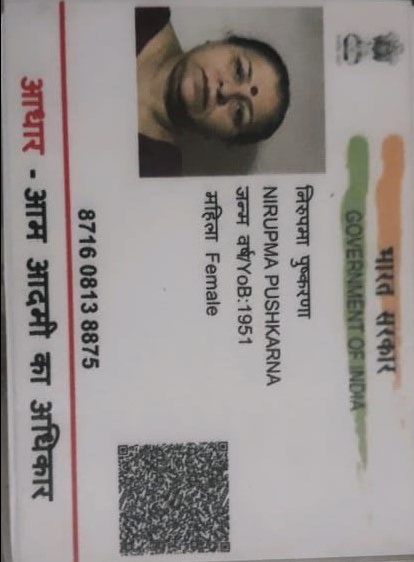 भारत सरकार
GOVERNMENT OF INDIA
निरुपमा पुष्करणा
NIRUPMA PUSHKARNA
जन्म वर्ष/YoB:1951
महिला Female
8716 0813 8875
आधार - आम आदमी का अधिकार